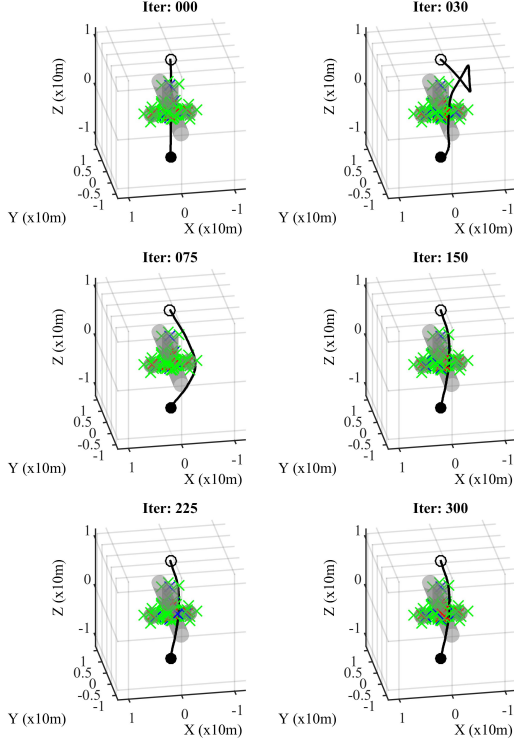 Iter: 000
Z (x10m)
1
0
-1
1
0.5
0
-0.5
-1
Y (x10m)
1
0
-1
X (x10m)
Iter: 030
Z (x10m)
1
0
-1
1
0.5
0
-0.5
-1
Y (x10m)
1
0
-1
X (x10m)
Iter: 075
Z (x10m)
1
0
-1
1
0.5
0
-0.5
-1
Y (x10m)
1
0
-1
X (x10m)
Iter: 150
Z (x10m)
1
0
-1
1
0.5
0
-0.5
-1
Y (x10m)
1
0
-1
X (x10m)
Iter: 225
Z (x10m)
1
0
-1
1
0.5
0
-0.5
Y (x10m)
1
0
-1
X (x10m)
Iter: 300
Z (x10m)
1
0
-1
1
0.5
0
-0.5
Y (x10m)
1
0
-1
X (x10m)